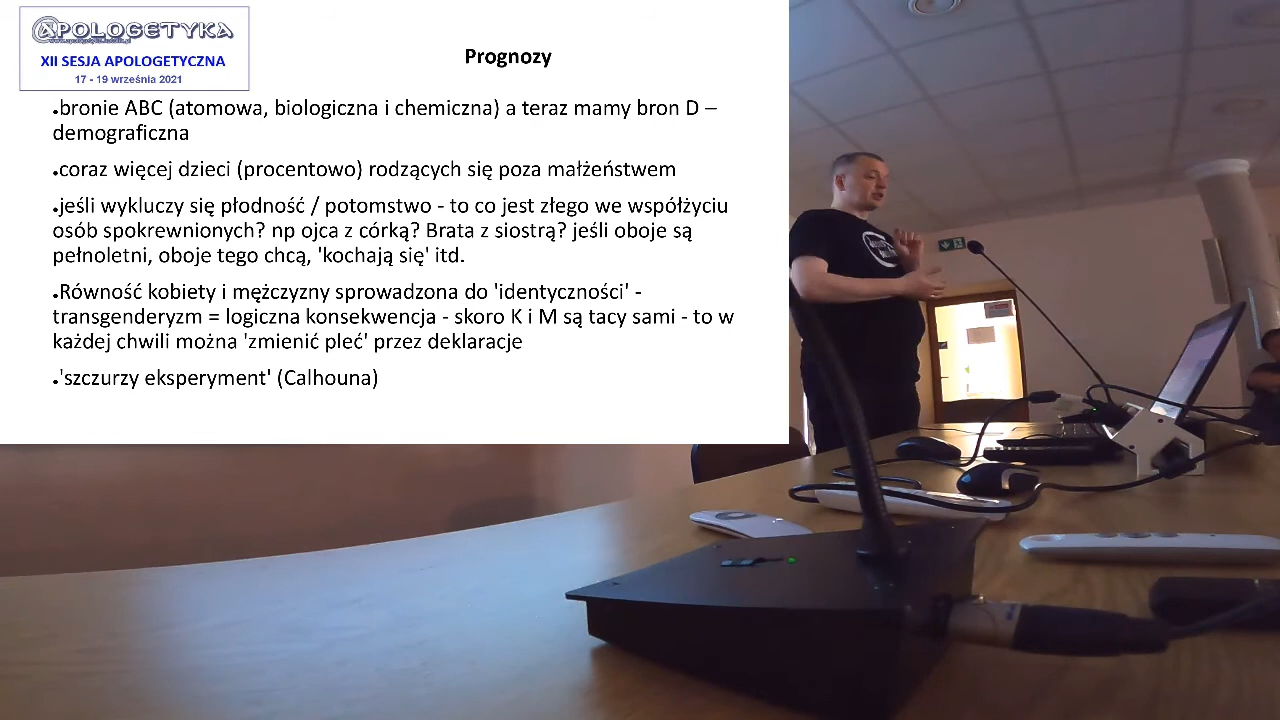 @POLOGETYKA
XII SESJA APOLOGETYCZNA
17 - 19 września 2021
Prognozy
•bronie ABC (atomowa, biologiczna i chemiczna) a teraz mamy bron D –
demograficzna
•coraz więcej dzieci (procentowo) rodzących się poza małżeństwem
•jeśli wykluczy się płodność / potomstwo - to co jest złego we współżyciu
osób spokrewnionych? np ojca z córką? Brata z siostrą? jeśli oboje są
pełnoletni, oboje tego chcą, 'kochają się' itd.
•Równość kobiety i mężczyzny sprowadzona do 'identyczności' -
transgenderyzm = logiczna konsekwencja - skoro K i M są tacy sami - to w
każdej chwili można 'zmienić płeć' przez deklaracje
•'szczurzy eksperyment' (Calhouna)